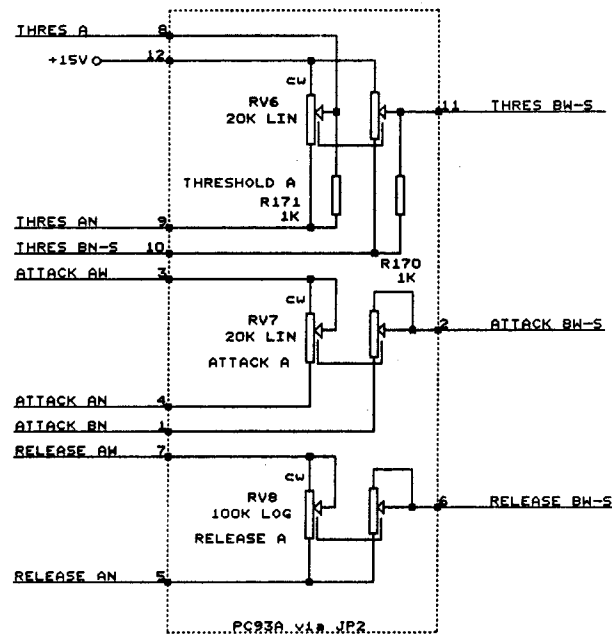 THRES A 8
+15V 12
CW
RV6
20K LIN
11 THRES BW-S
THRESHOLD A
R171
1K
THRES AN 9
THRES BN-S 10
R170
1K
ATTACK AW 3
CW
RV7
20K LIN
2 ATTACK BW-S
ATTACK A
ATTACK AN 4
ATTACK BN 1
RELEASE AW 7
CW
RV8
100K LOG
6 RELEASE BW-S
RELEASE A
RELEASE AN 5
PC93A via JP2